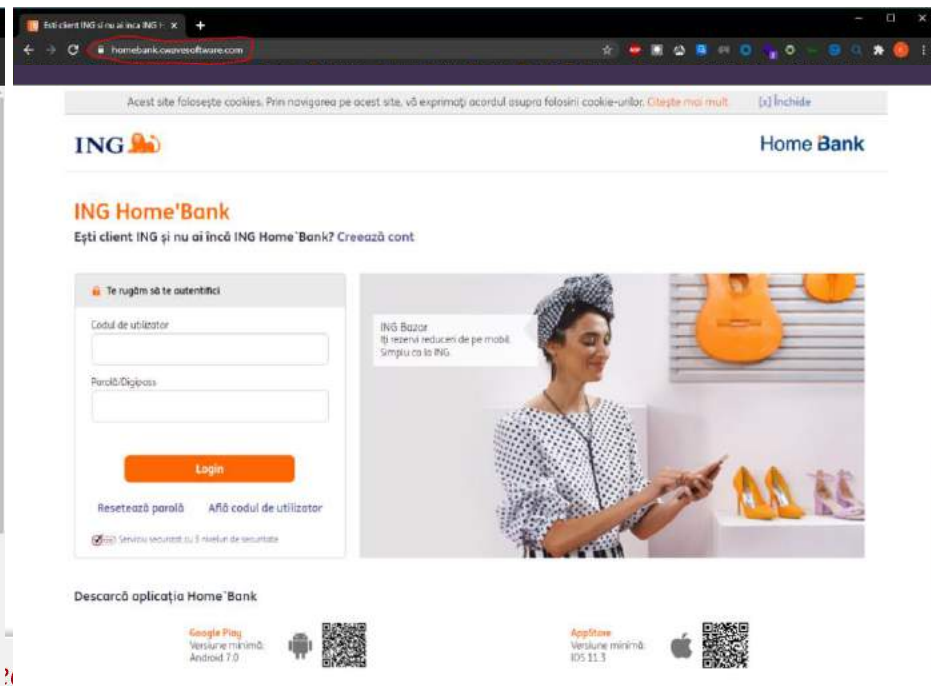 Esti client ING si nu ai inca ING H
homebank.cwavesoftware.com
Acest site folosește cookies. Prin navigarea pe acest site, vă exprimați acordul asupra folosirii cookie-urilor. Citește mai mult. [x] Închide
ING
Home'Bank
ING Home'Bank
Ești client ING și nu ai încă ING Home`Bank? Creează cont
Te rugăm să te autentifici
Codul de utilizator
Parolă/Digipass
Login
Resetează parolă Află codul de utilizator
Serviciu securizat cu 3 niveluri de securitate
ING Bazar
Iți rezervi reduceri de pe mobil.
Simplu ca la ING.
Descarcă aplicația Home`Bank
Google Play
Versiune minimă:
Android 7.0
AppStore
Versiune minimă:
IOS 11.3